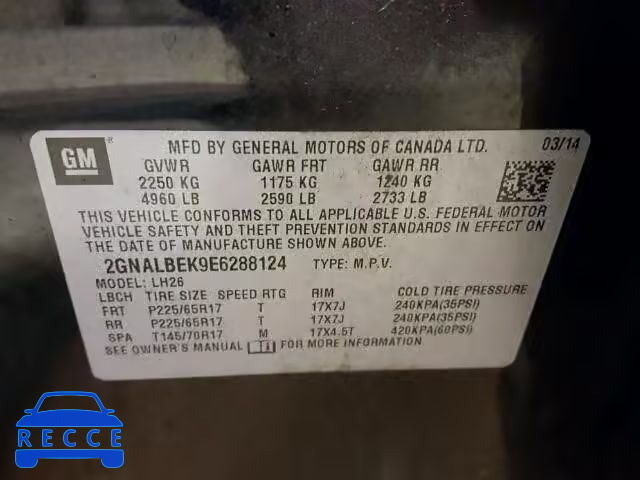 GM ®
MFD BY GENERAL MOTORS OF CANADA LTD. 03/14
GVWR GAWR FRT GAWR RR
2250 KG 1175 KG 1240 KG
4960 LB 2590 LB 2733 LB
THIS VEHICLE CONFORMS TO ALL APPLICABLE U.S. FEDERAL MOTOR
VEHICLE SAFETY AND THEFT PREVENTION STANDARDS IN EFFECT ON
THE DATE OF MANUFACTURE SHOWN ABOVE.
2GNALBEK9E6288124 TYPE: M.P.V.
MODEL: LH26
LBCH TIRE SIZE SPEED RTG RIM COLD TIRE PRESSURE
FRT P225/65R17 T 17X7J 240KPA(35PSI)
RR P225/65R17 T 17X7J 240KPA(35PSI)
SPA T145/70R17 M 17X4.5T 420KPA(60PSI)
SEE OWNER'S MANUAL FOR MORE INFORMATION.
RECCE